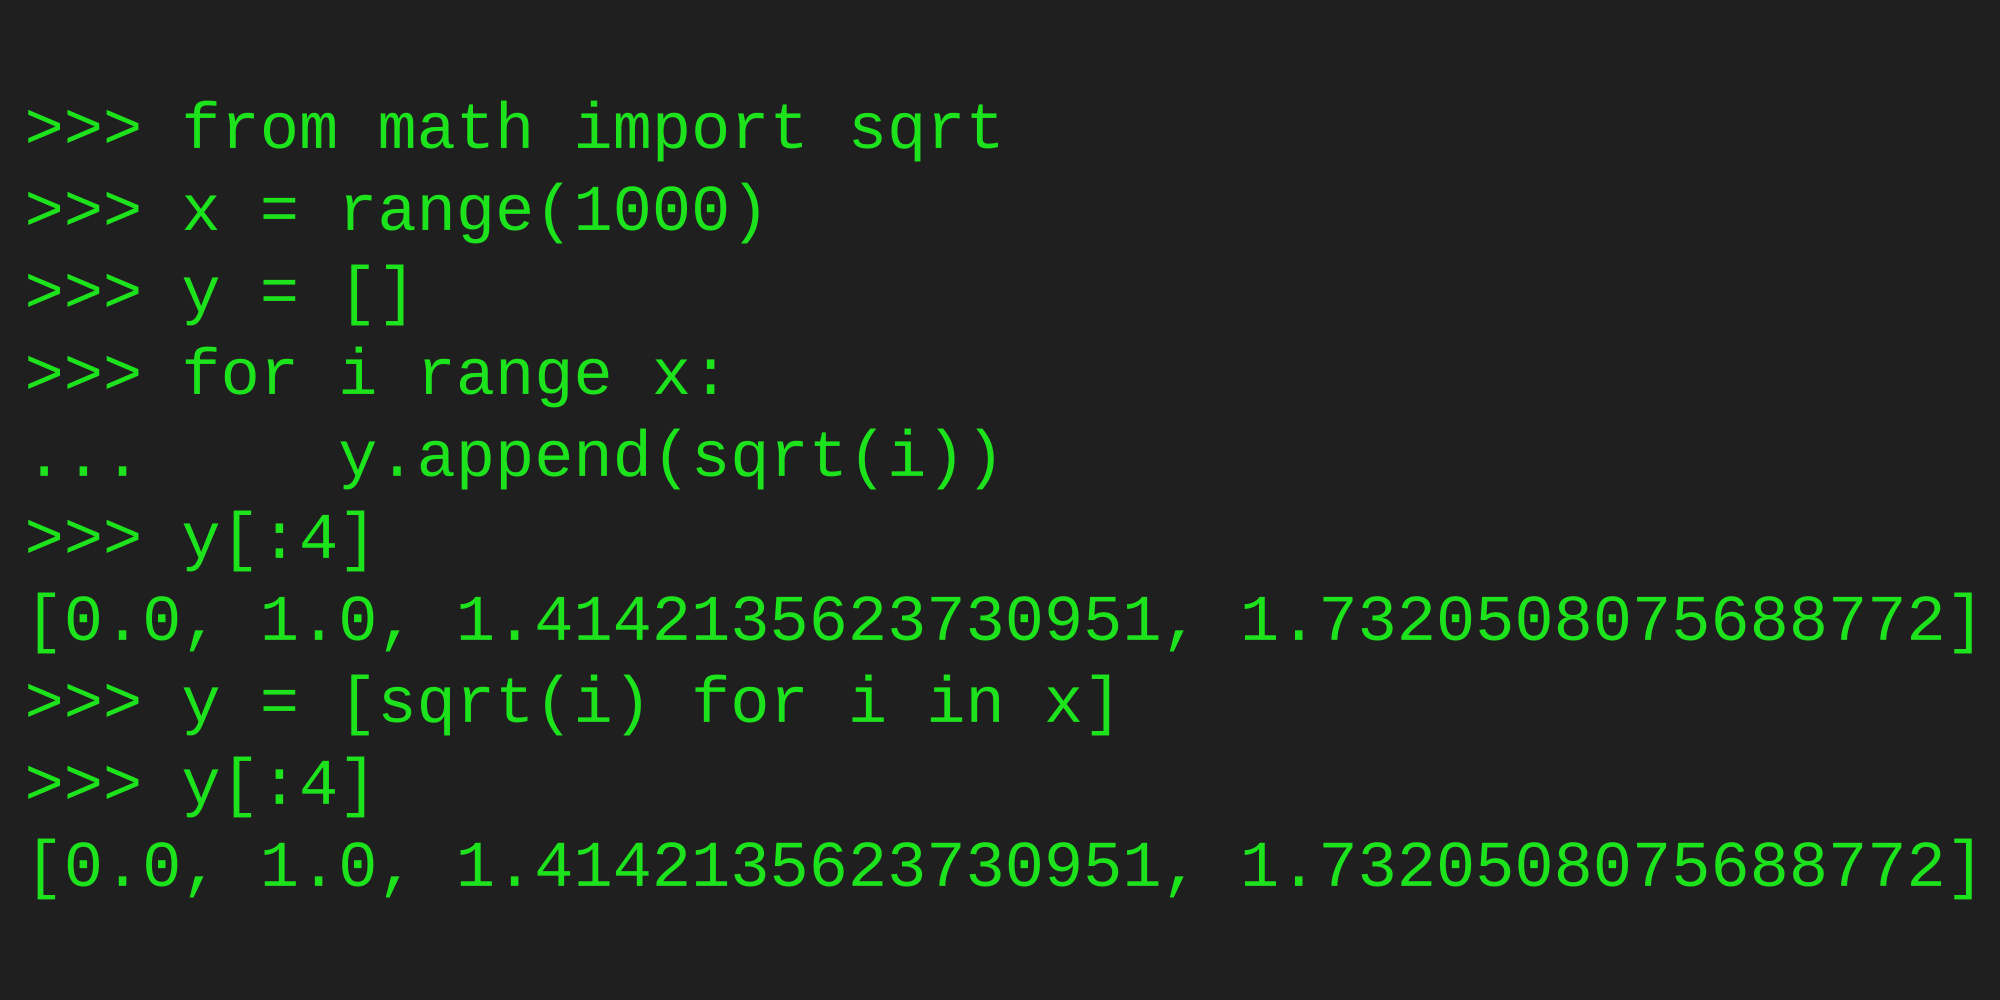 >>> from math import sqrt
>>> x = range(1000)
>>> y = []
>>> for i range x:
...     y.append(sqrt(i))
>>> y[:4]
[0.0, 1.0, 1.4142135623730951, 1.7320508075688772]
>>> y = [sqrt(i) for i in x]
>>> y[:4]
[0.0, 1.0, 1.4142135623730951, 1.7320508075688772]